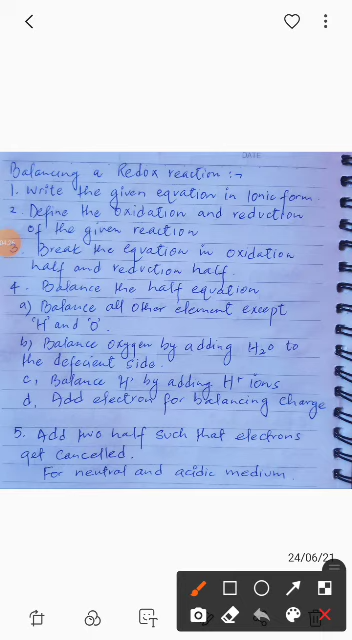 DATE
Balancing a Redox reaction :-
1. Write the given equation in Ionic form.
2. Define the oxidation and reduction
of the given reaction
3. Break the equation in oxidation
half and reduction half.
4. Balance the half equation
a) Balance all other element except
'H' and 'O'.
b) Balance oxygen by adding H₂O to
the defecient side.
c, Balance 'H' by adding H⁺ ions
d, Add electron for balancing charge
5. Add two half such that electrons
get cancelled.
For neutral and acidic medium.
24/06/21
T